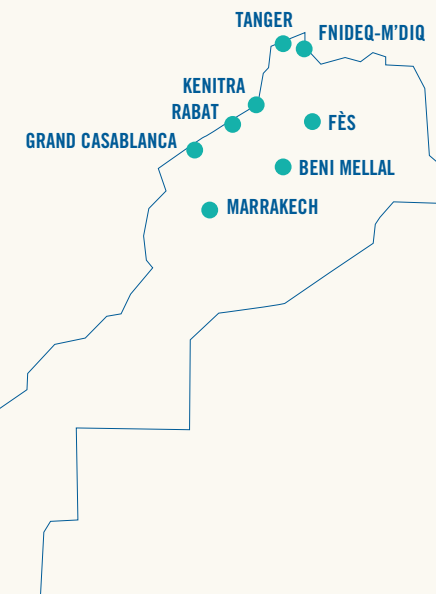 TANGER
FNIDEQ-M'DIQ
KENITRA
RABAT
FÈS
GRAND CASABLANCA
BENI MELLAL
MARRAKECH